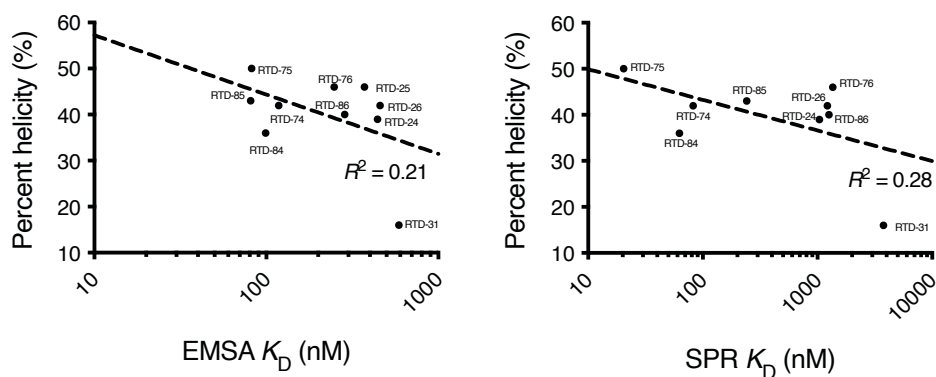 60
50
40
30
20
10
Percent helicity (%)
RTD-75
RTD-76
RTD-25
RTD-85
RTD-86
RTD-26
RTD-74
RTD-24
RTD-84
R² = 0.21
RTD-31
10
100
1000
EMSA KD (nM)
60
50
40
30
20
10
Percent helicity (%)
RTD-75
RTD-76
RTD-85
RTD-26
RTD-74
RTD-24
RTD-86
RTD-84
R² = 0.28
RTD-31
10
100
1000
10000
SPR KD (nM)